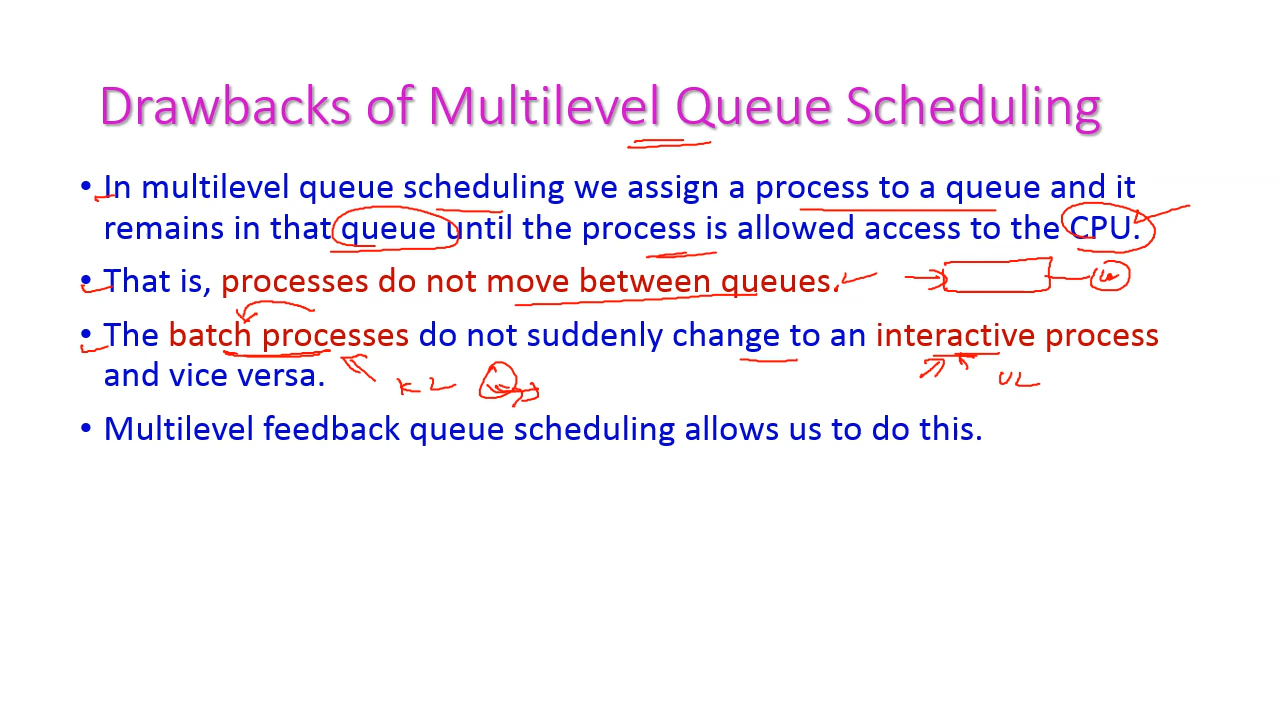 Drawbacks of Multilevel Queue Scheduling
• In multilevel queue scheduling we assign a process to a queue and it
remains in that queue until the process is allowed access to the CPU.
• That is, processes do not move between queues.
• The batch processes do not suddenly change to an interactive process
and vice versa.
KL
UL
• Multilevel feedback queue scheduling allows us to do this.